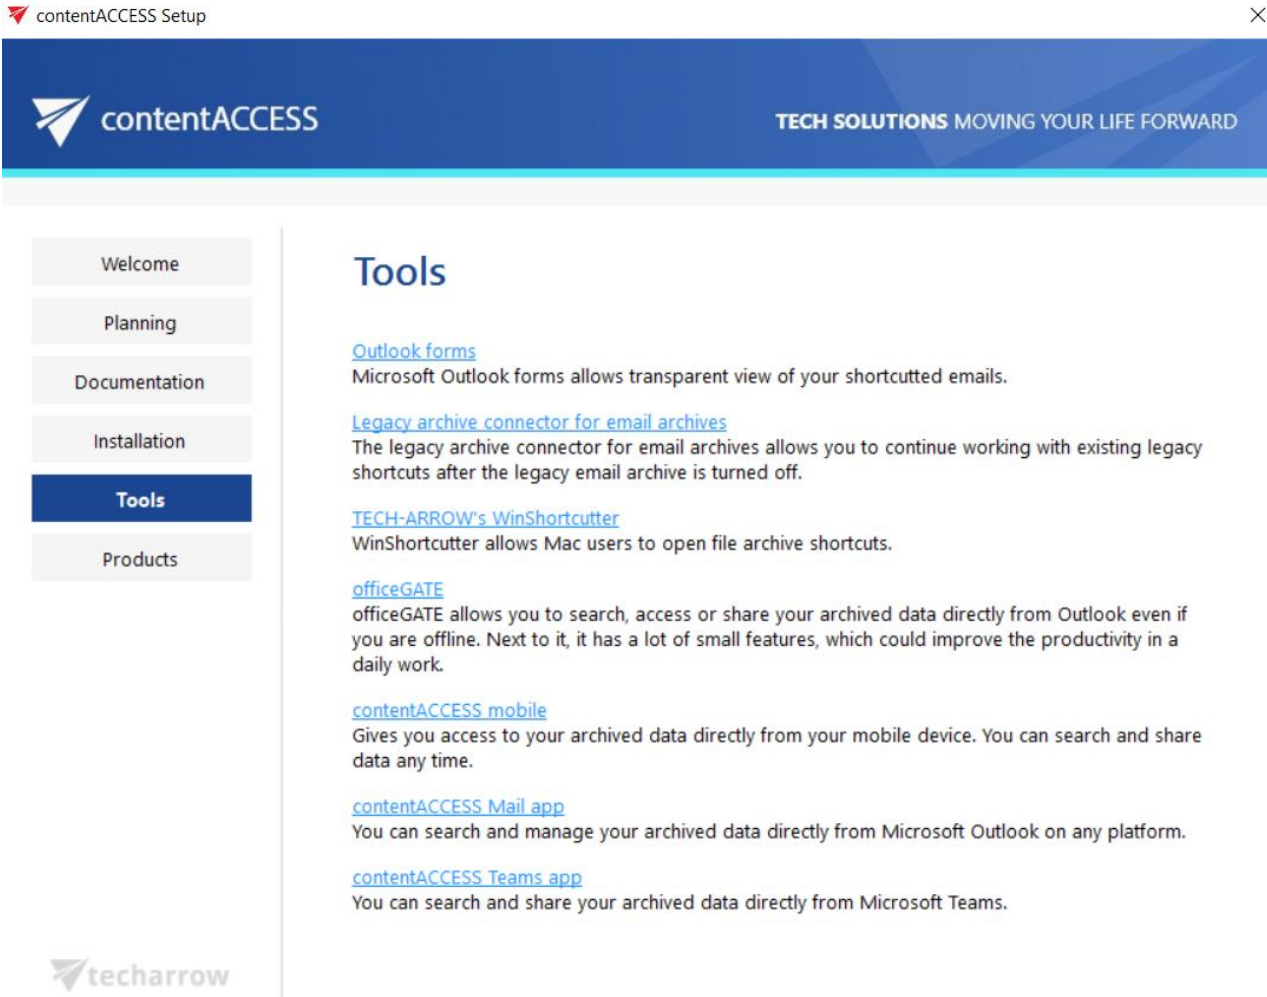 contentACCESS Setup
contentACCESS
TECH SOLUTIONS MOVING YOUR LIFE FORWARD
Welcome
Planning
Documentation
Installation
Tools
Products
Tools
Outlook forms
Microsoft Outlook forms allows transparent view of your shortcutted emails.
Legacy archive connector for email archives
The legacy archive connector for email archives allows you to continue working with existing legacy
shortcuts after the legacy email archive is turned off.
TECH-ARROW's WinShortcutter
WinShortcutter allows Mac users to open file archive shortcuts.
officeGATE
officeGATE allows you to search, access or share your archived data directly from Outlook even if
you are offline. Next to it, it has a lot of small features, which could improve the productivity in a
daily work.
contentACCESS mobile
Gives you access to your archived data directly from your mobile device. You can search and share
data any time.
contentACCESS Mail app
You can search and manage your archived data directly from Microsoft Outlook on any platform.
contentACCESS Teams app
You can search and share your archived data directly from Microsoft Teams.
techarrow